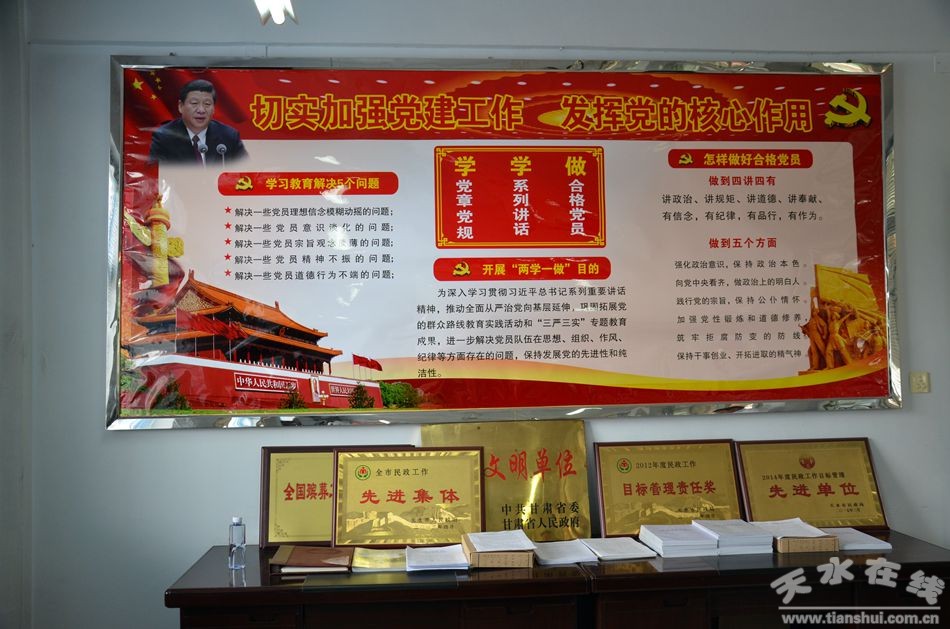 切实加强党建工作 发挥党的核心作用
学习教育解决5个问题
★解决一些党员理想信念模糊动摇的问题;
★解决一些党员意识淡化的问题;
★解决一些党员宗旨观念淡薄的问题;
★解决一些党员精神不振的问题;
★解决一些党员道德行为不端的问题;
学党章党规
学系列讲话
做合格党员
开展“两学一做”目的
为深入学习贯彻习近平总书记系列重要讲话
精神,推动全面从严治党向基层延伸,巩固拓展党
的群众路线教育实践活动和“三严三实”专题教育
成果,进一步解决党员队伍在思想、组织、作风、
纪律等方面存在的问题,保持发展党的先进性和纯
洁性。
怎样做好合格党员
做到四讲四有
讲政治、讲规矩、讲道德、讲奉献、
有信念,有纪律,有品行,有作为。
做到五个方面
强化政治意识,保持政治本色。
向党中央看齐,做政治上的明白人
践行党的宗旨,保持公仆情怀
加强党性锻炼和道德修养,
筑牢拒腐防变的防线
保持干事创业、开拓进取的精气神
中华人民共和国万岁
全国殡葬
全市民政工作
先进集体
文明单位
中共甘肃省委
甘肃省人民政府
2012年度民政工作
目标管理责任奖
2014年度民政工作目标管理
先进单位
天水在线
www.tianshui.com.cn